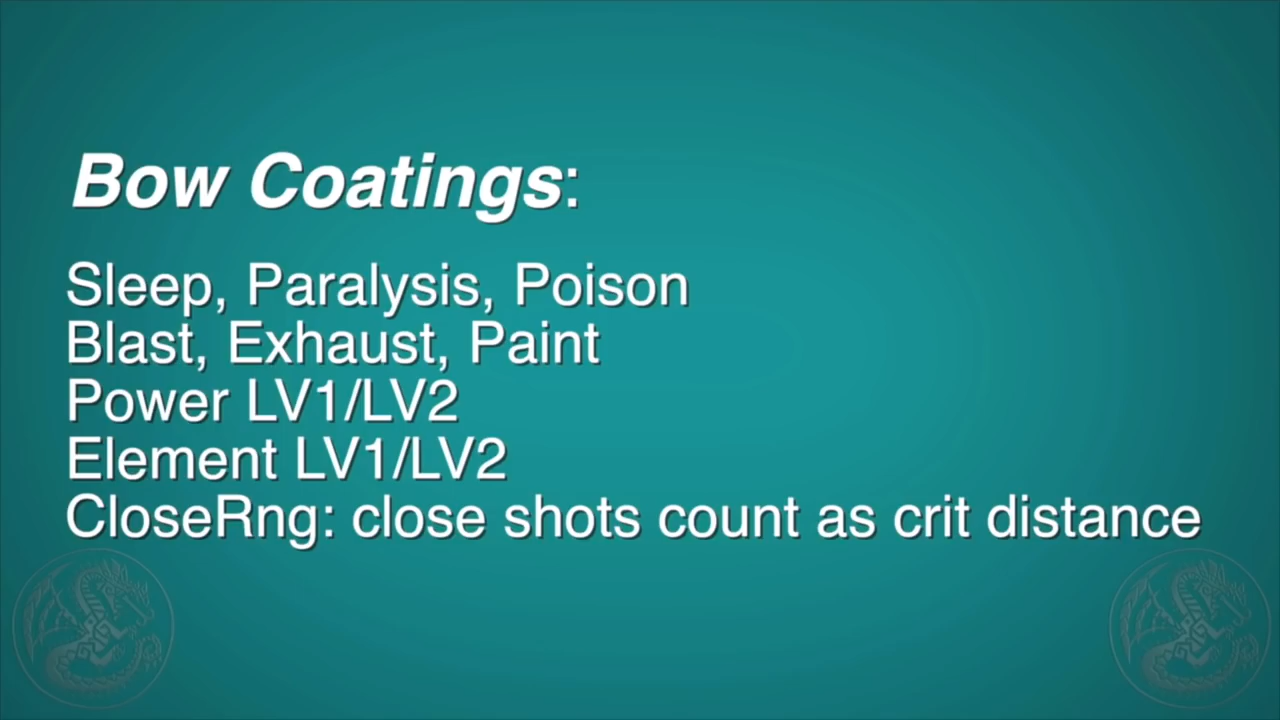 Bow Coatings:
Sleep, Paralysis, Poison
Blast, Exhaust, Paint
Power LV1/LV2
Element LV1/LV2
CloseRng: close shots count as crit distance